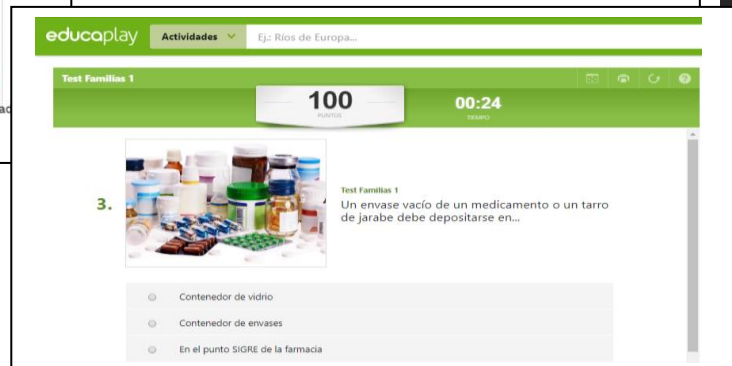 educaplay Actividades Ej.: Ríos de Europa...
Test Familias 1
100
PUNTOS
00:24
TIEMPO
3.
Test Familias 1
Un envase vacío de un medicamento o un tarro
de jarabe debe depositarse en...
Contenedor de vidrio
Contenedor de envases
En el punto SIGRE de la farmacia